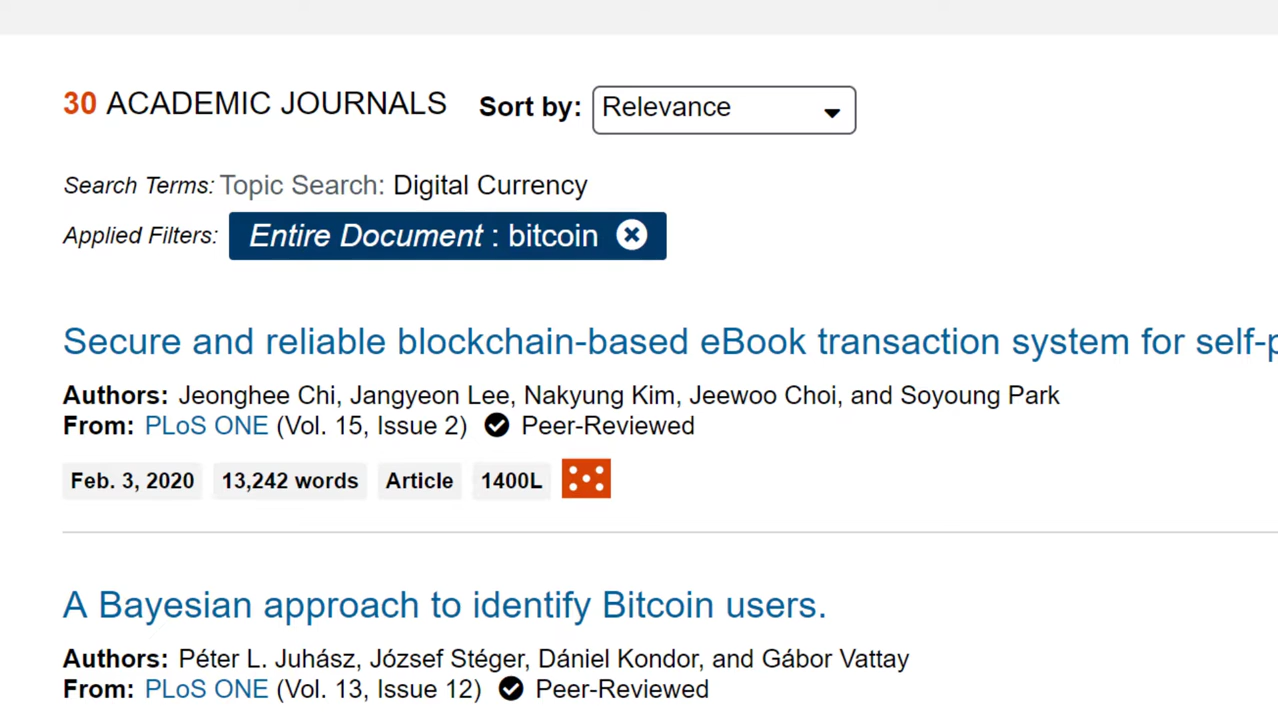 30 ACADEMIC JOURNALS Sort by: Relevance
Search Terms: Topic Search: Digital Currency
Applied Filters: Entire Document : bitcoin
Secure and reliable blockchain-based eBook transaction system for self-
Authors: Jeonghee Chi, Jangyeon Lee, Nakyung Kim, Jeewoo Choi, and Soyoung Park
From: PLoS ONE (Vol. 15, Issue 2) Peer-Reviewed
Feb. 3, 2020 13,242 words Article 1400L
A Bayesian approach to identify Bitcoin users.
Authors: Péter L. Juhász, József Stéger, Dániel Kondor, and Gábor Vattay
From: PLoS ONE (Vol. 13, Issue 12) Peer-Reviewed